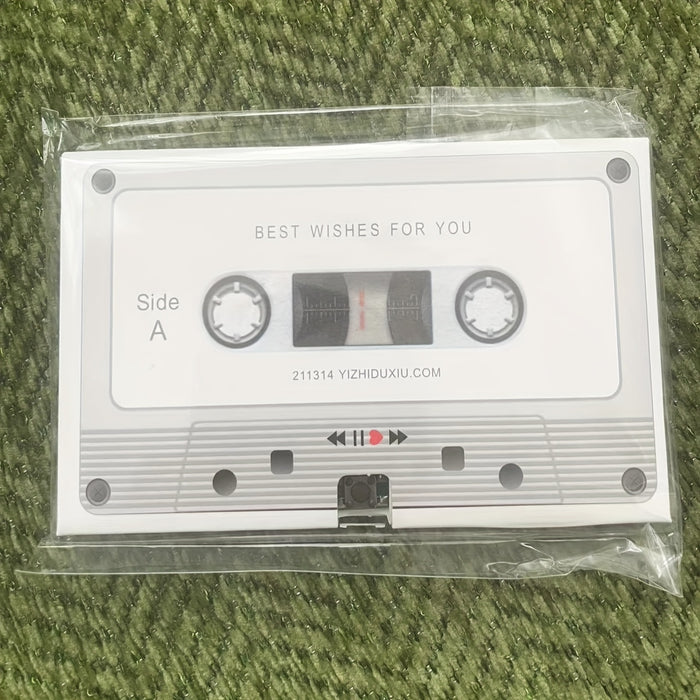 BEST WISHES FOR YOU
Side
A
211314 YIZHIDUXIU.COM